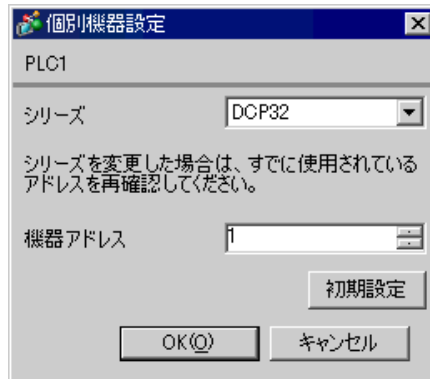 個別機器設定
PLC1
シリーズ
DCP32
シリーズを変更した場合は、すでに使用されている
アドレスを再確認してください。
機器アドレス
1
初期設定
OK(O)
キャンセル